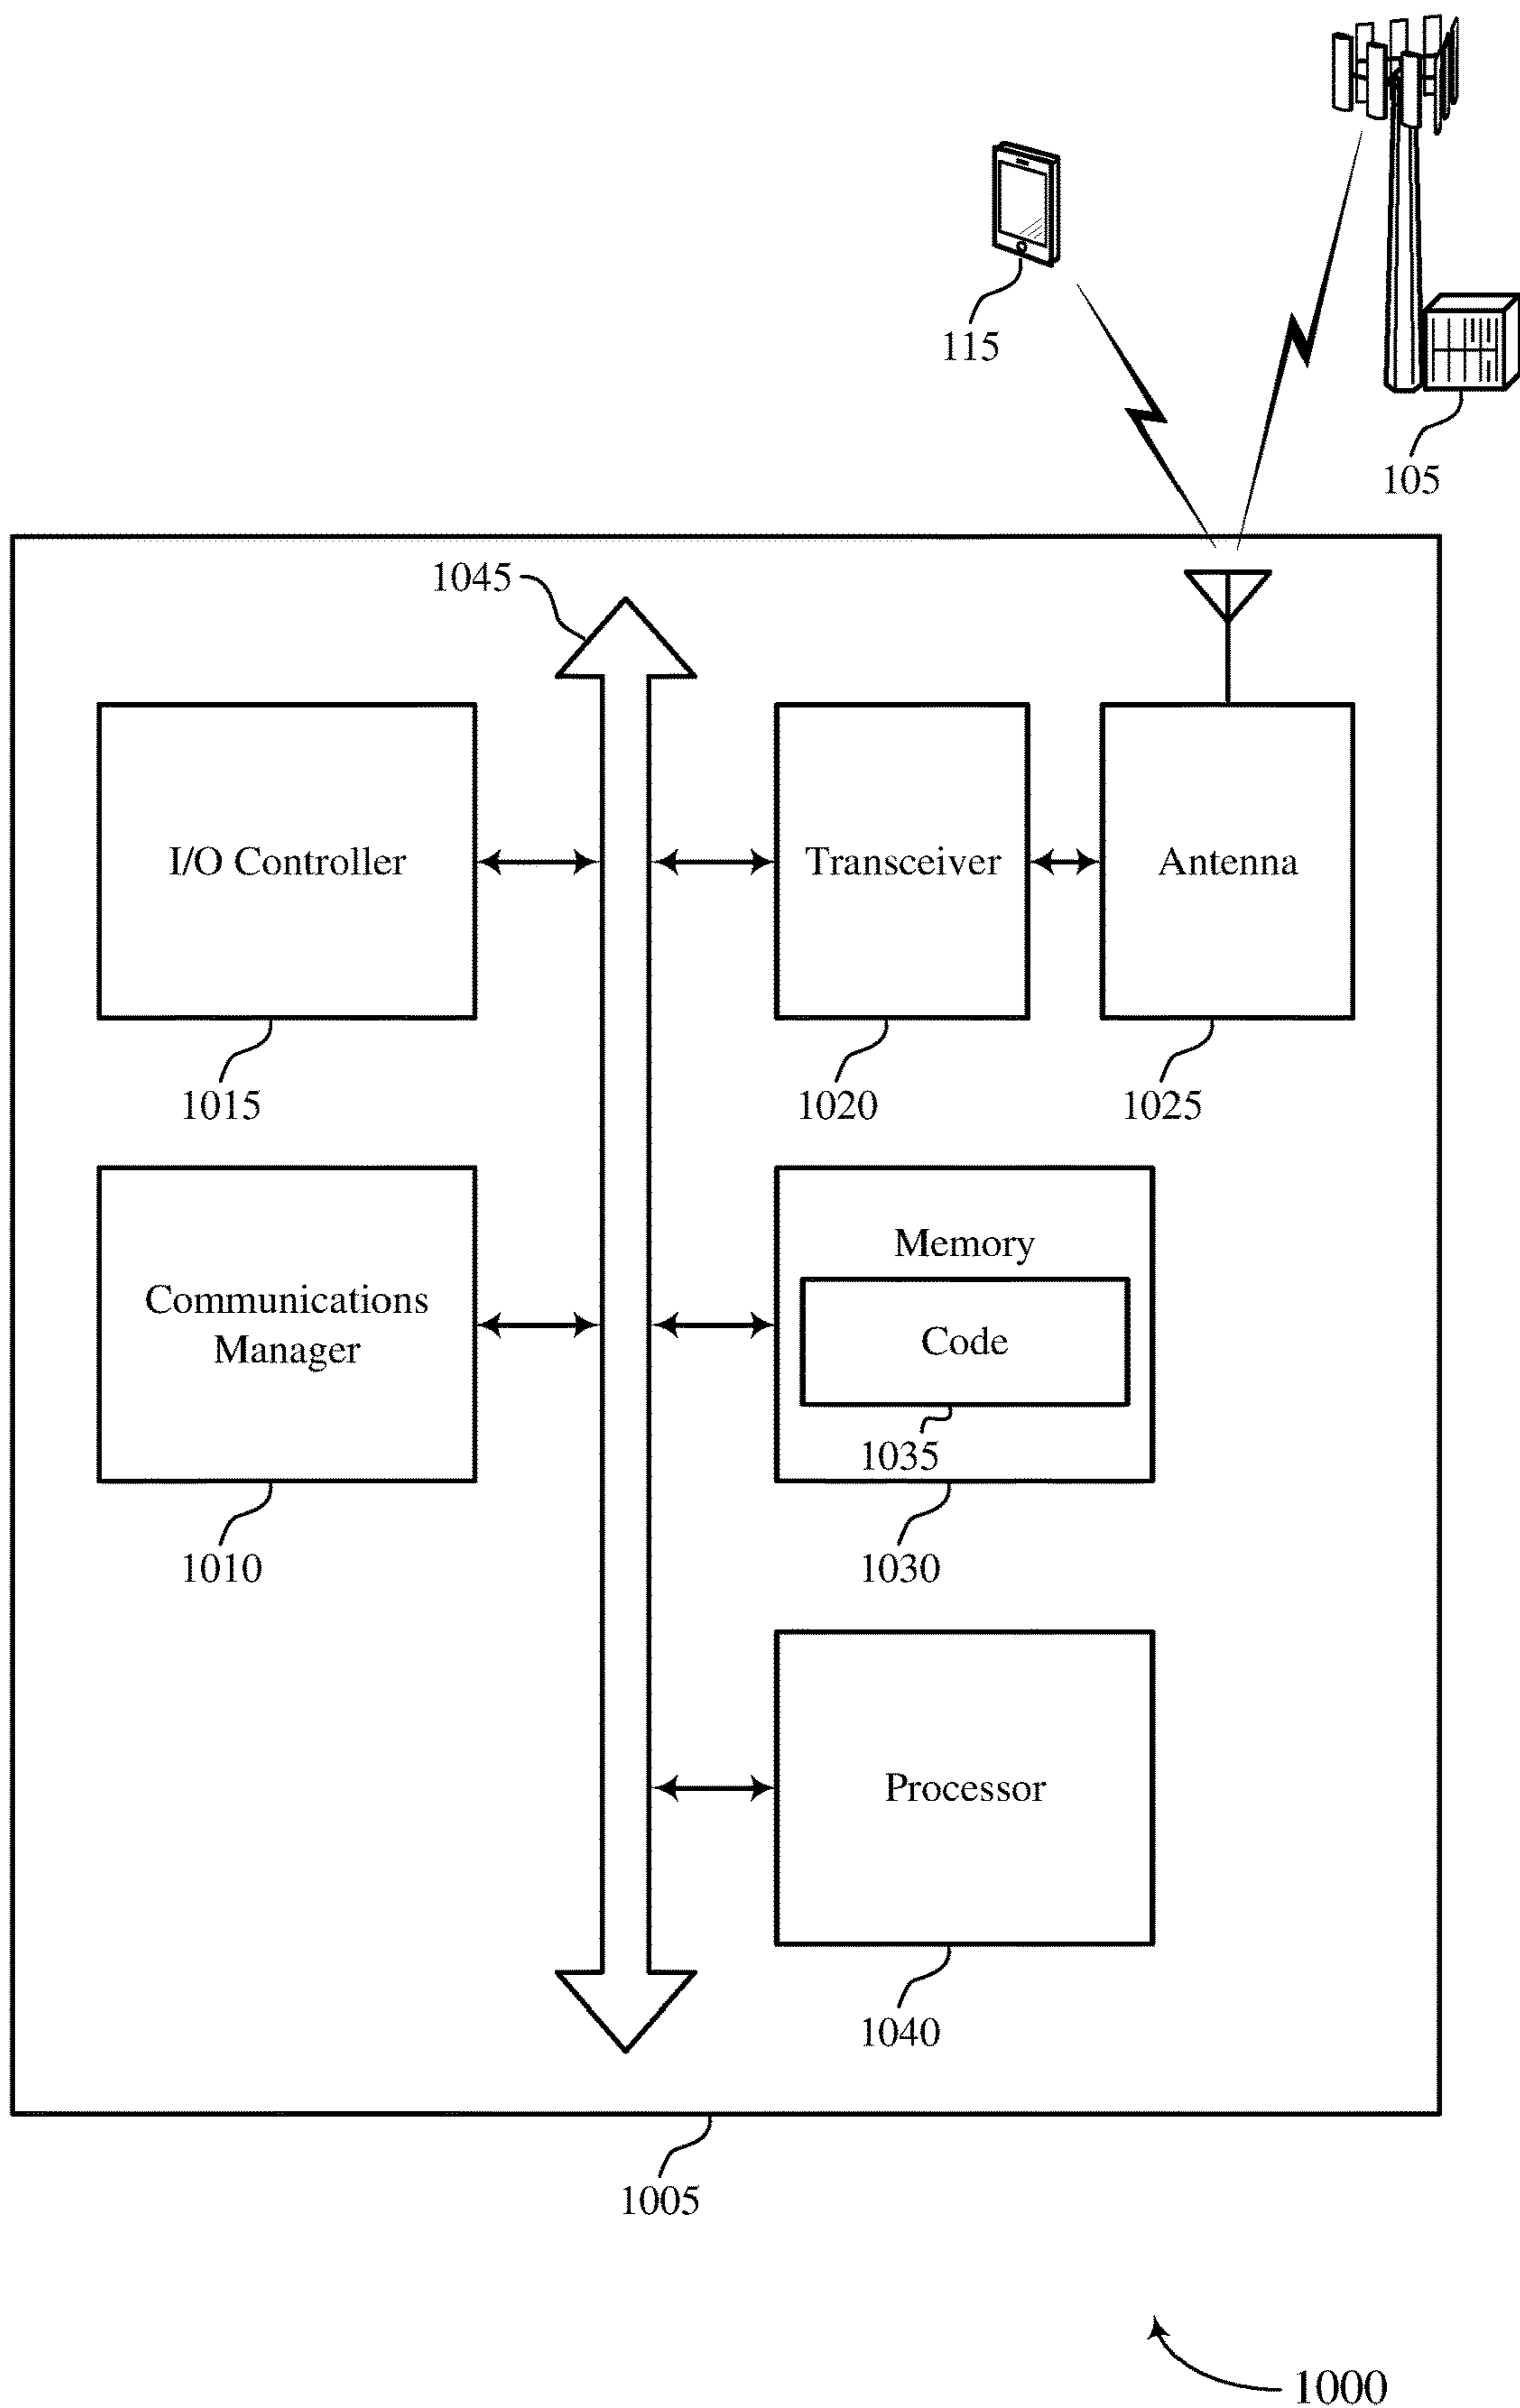 115
105
1045
I/O Controller
Transceiver
Antenna
1015
1020
1025
Communications
Manager
Memory
Code
1035
1010
1030
Processor
1040
1005
1000